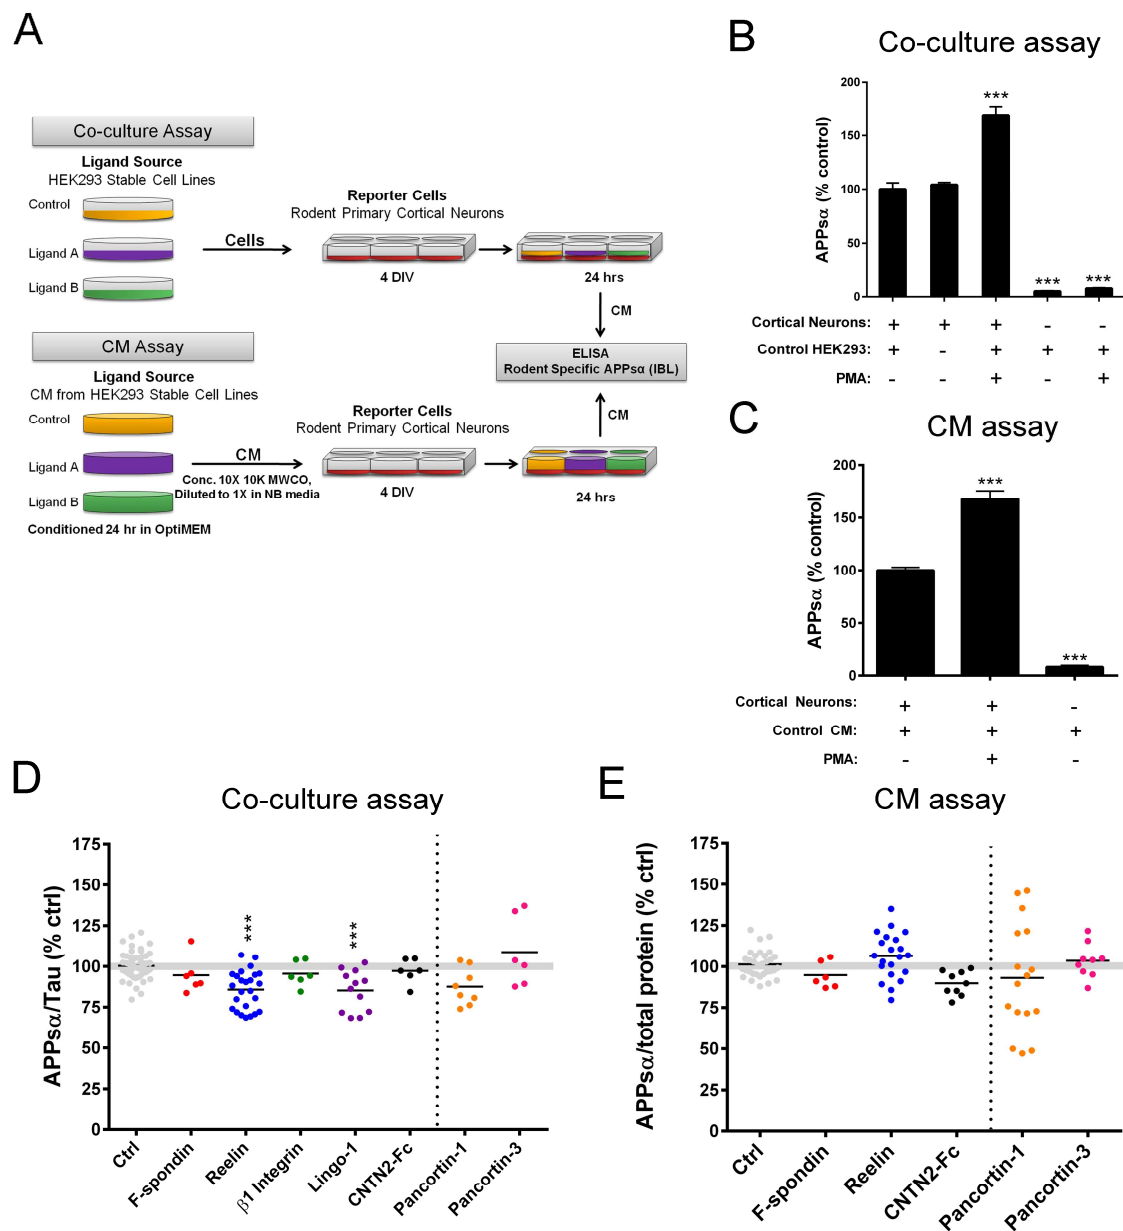 A
Co-culture Assay
Ligand Source
HEK293 Stable Cell Lines
Control
Ligand A
Ligand B
Cells
Reporter Cells
Rodent Primary Cortical Neurons
4 DIV
24 hrs
CM
ELISA
Rodent Specific APPsα (IBL)
CM
CM Assay
Ligand Source
CM from HEK293 Stable Cell Lines
Control
Ligand A
Ligand B
Conditioned 24 hr in OptiMEM
CM
Conc. 10X 10K MWCO,
Diluted to 1X in NB media
Reporter Cells
Rodent Primary Cortical Neurons
4 DIV
24 hrs
B
Co-culture assay
APPsα (% control)
200
150
100
50
0
***
***
***
Cortical Neurons: + + + - -
Control HEK293: + - + + +
PMA: - - + - +
C
CM assay
APPsα (% control)
200
150
100
50
0
***
***
Cortical Neurons: + + -
Control CM: + + +
PMA: - + -
D
Co-culture assay
APPsα/Tau (% ctrl)
175
150
125
100
75
50
25
0
***
***
Ctrl
F-spondin
Reelin
β1 Integrin
Lingo-1
CNTN2-Fc
Pancortin-1
Pancortin-3
E
CM assay
APPsα/total protein (% ctrl)
175
150
125
100
75
50
25
0
Ctrl
F-spondin
Reelin
CNTN2-Fc
Pancortin-1
Pancortin-3